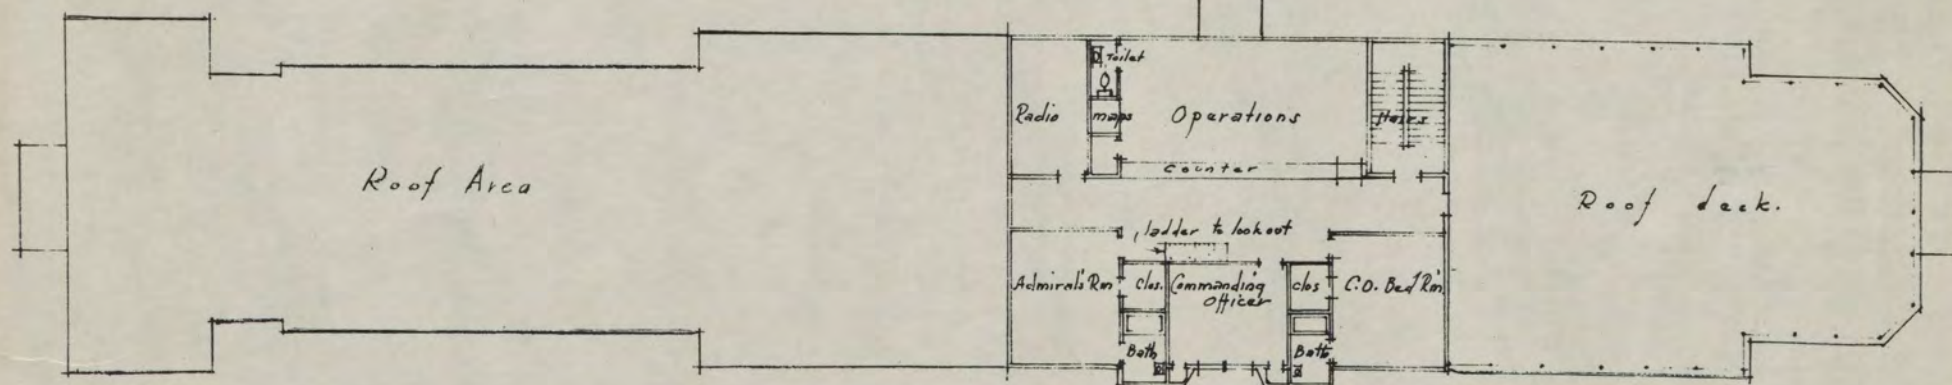 Toilet
Radio
maps
Operations
Stairs
Counter
Roof Area
Roof deck.
ladder to lookout
Admiral's Rm
Clos.
Commanding
Officer
clos
C.O. Bed Rm
Bath
Bath